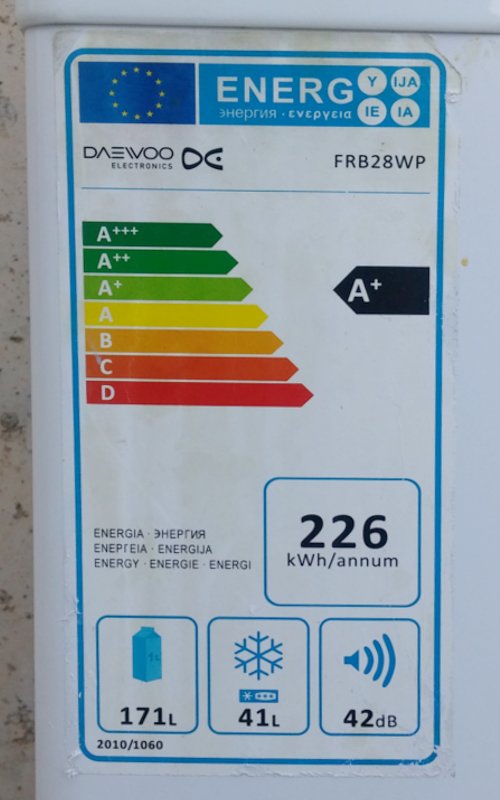 ENERG Y IJA
енергия · ενεργεια IE IA
DAEWOO
ELECTRONICS
FRB28WP
A+++
A++
A+
A+
A
B
C
D
226
kWh/annum
ENERGIA · ЭНЕРГИЯ
ΕΝΕΡΓΕΙΑ · ENERGIJA
ENERGY · ENERGIE · ENERGI
1L
171L
41L
42dB
2010/1060